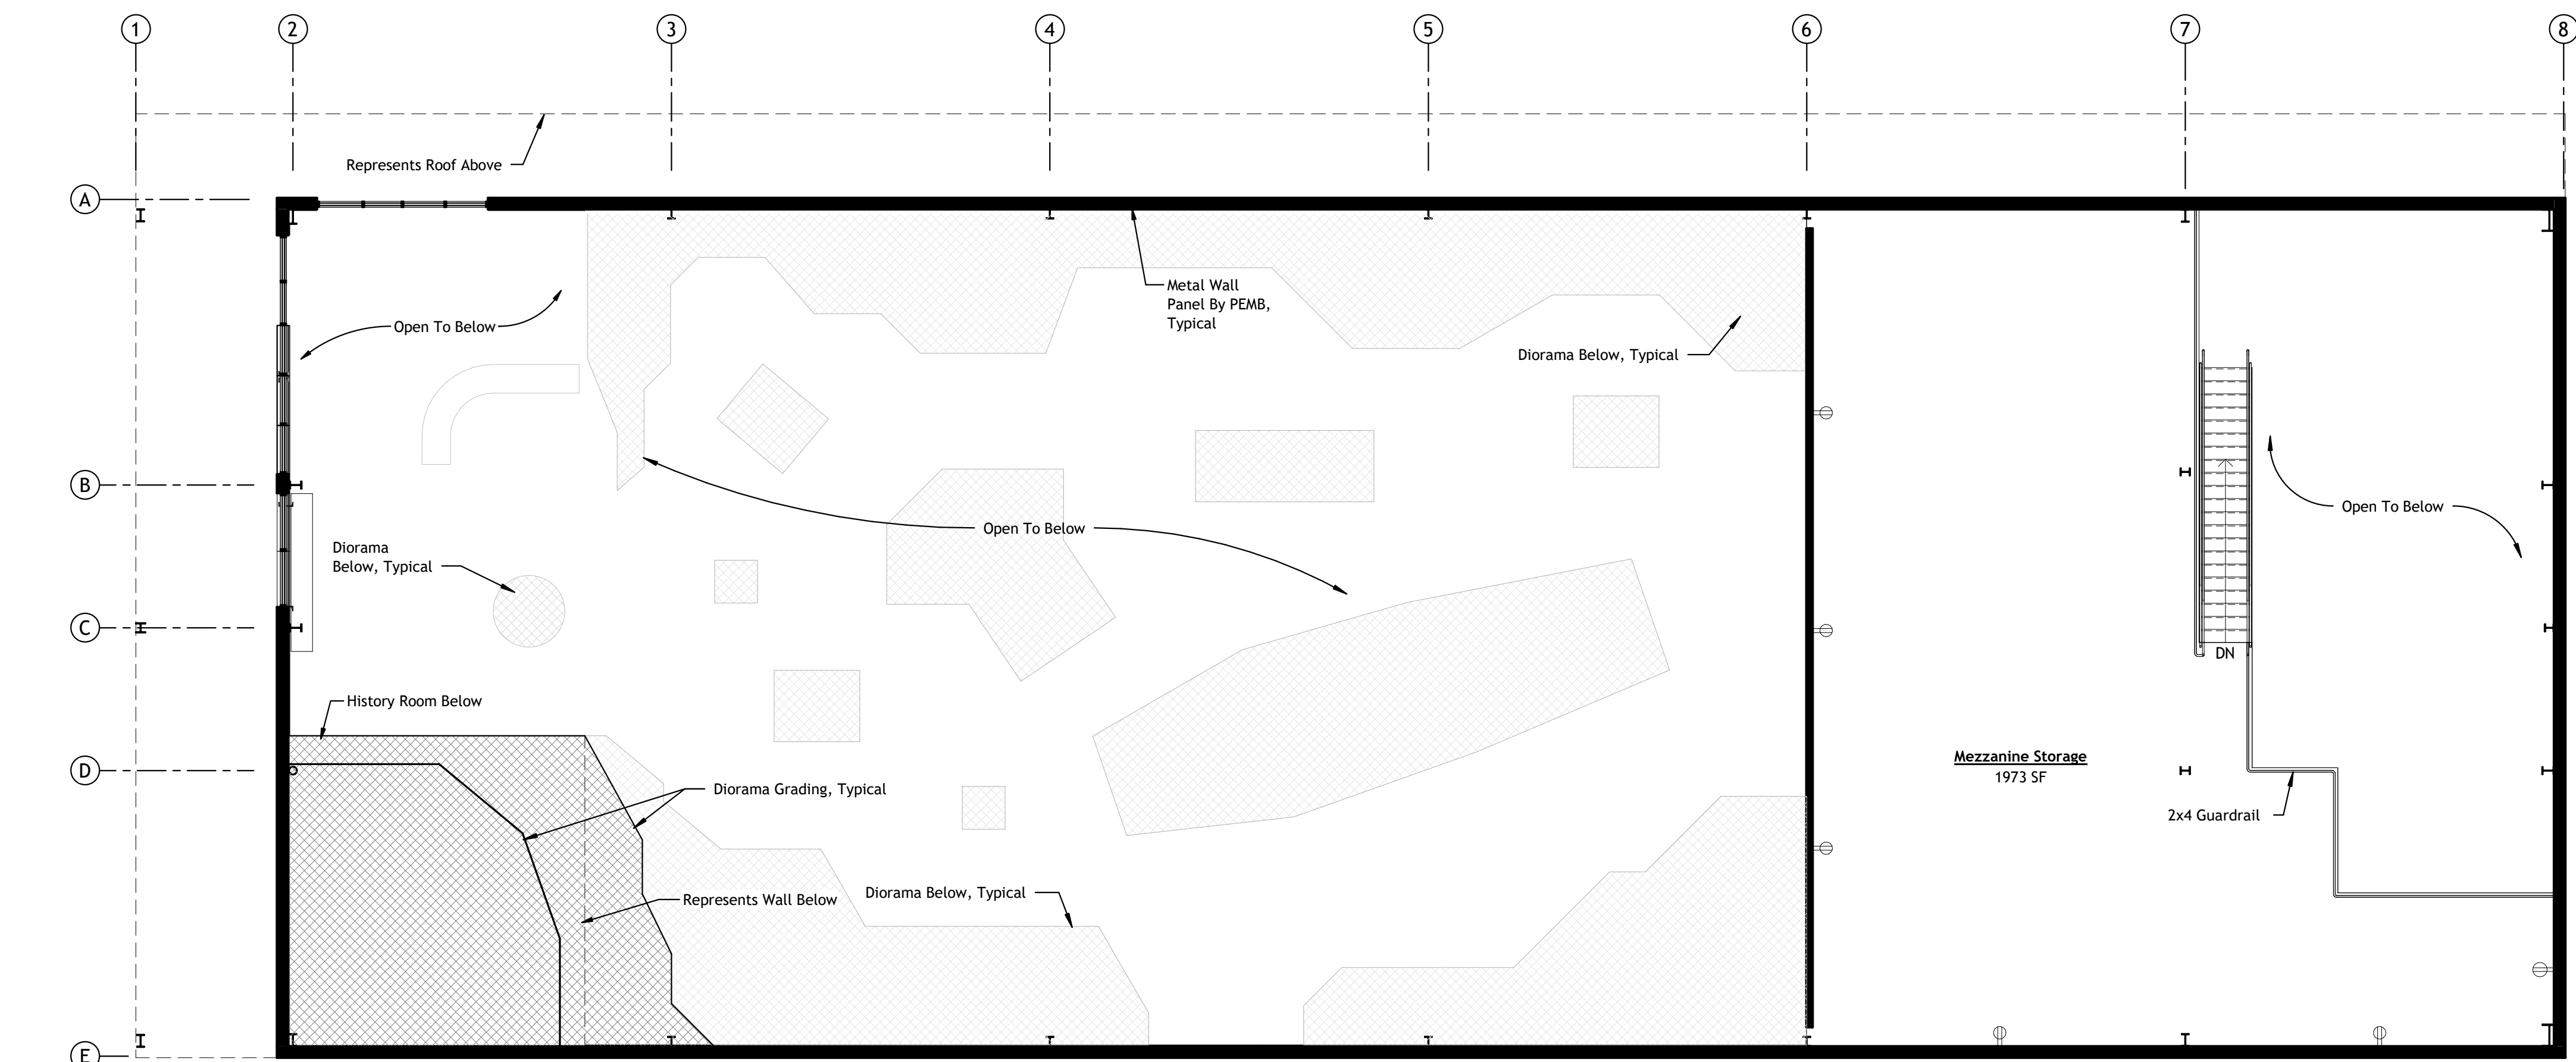 1
2
3
4
5
6
7
8
Represents Roof Above
A
Metal Wall
Panel By PEMB,
Typical
Open To Below
Diorama Below, Typical
B
Open To Below
Open To Below
Diorama
Below, Typical
C
DN
History Room Below
Mezzanine Storage
1973 SF
D
Diorama Grading, Typical
2x4 Guardrail
Diorama Below, Typical
Represents Wall Below
E